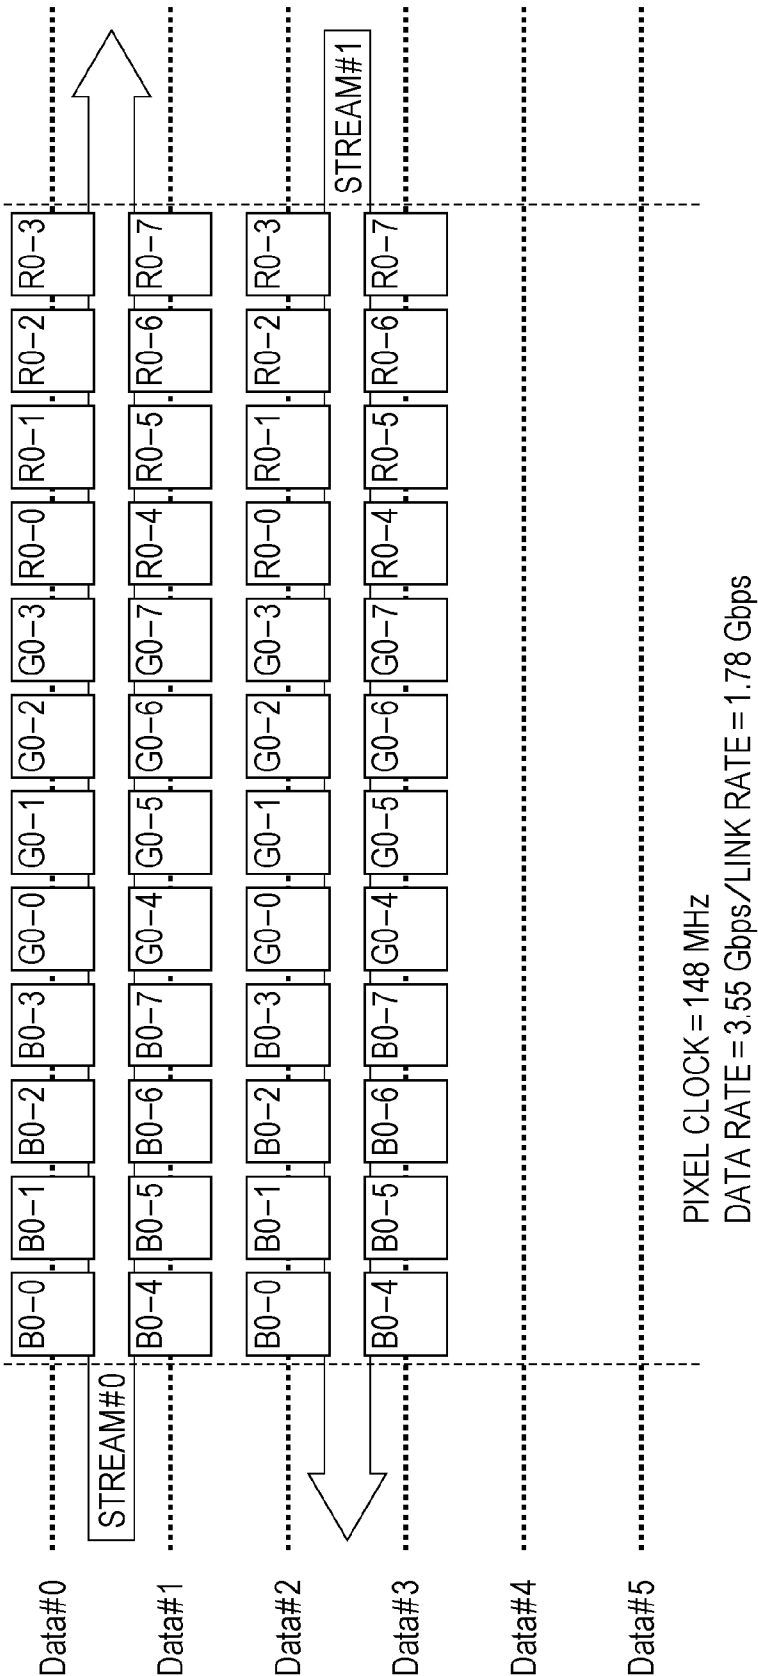 STREAM#0
STREAM#1
Data#0
B0-0 B0-1 B0-2 B0-3 G0-0 G0-1 G0-2 G0-3 R0-0 R0-1 R0-2 R0-3
Data#1
B0-4 B0-5 B0-6 B0-7 G0-4 G0-5 G0-6 G0-7 R0-4 R0-5 R0-6 R0-7
Data#2
B0-0 B0-1 B0-2 B0-3 G0-0 G0-1 G0-2 G0-3 R0-0 R0-1 R0-2 R0-3
Data#3
B0-4 B0-5 B0-6 B0-7 G0-4 G0-5 G0-6 G0-7 R0-4 R0-5 R0-6 R0-7
Data#4
Data#5
PIXEL CLOCK = 148 MHz
DATA RATE = 3.55 Gbps/LINK RATE = 1.78 Gbps